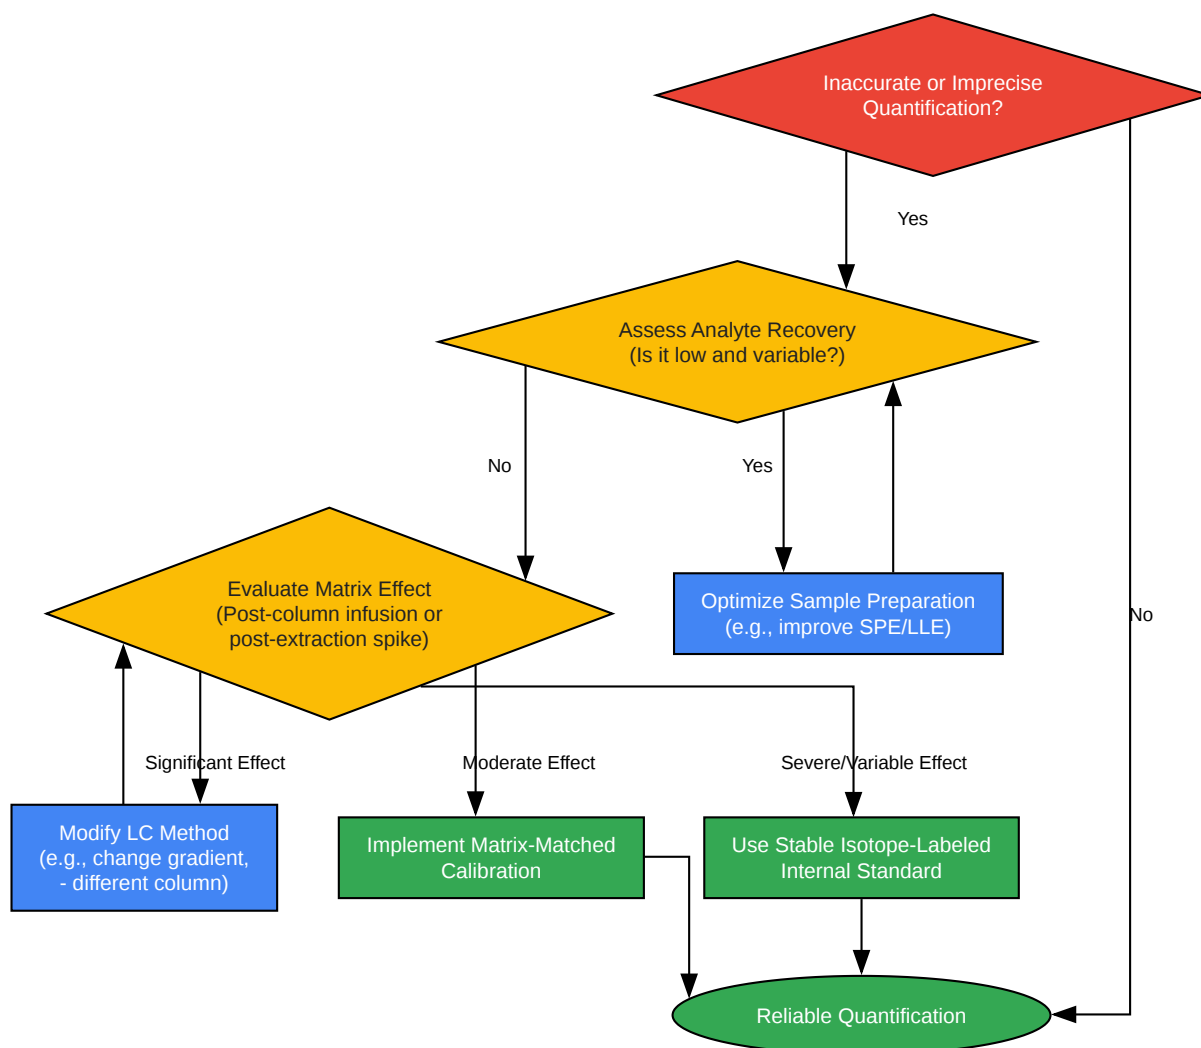 Inaccurate or Imprecise
Quantification?
Yes
Assess Analyte Recovery
(Is it low and variable?)
No
Yes
Evaluate Matrix Effect
(Post-column infusion or
post-extraction spike)
Optimize Sample Preparation
(e.g., improve SPE/LLE)
No
Significant Effect
Moderate Effect
Severe/Variable Effect
Modify LC Method
(e.g., change gradient,
- different column)
Implement Matrix-Matched
Calibration
Use Stable Isotope-Labeled
Internal Standard
Reliable Quantification